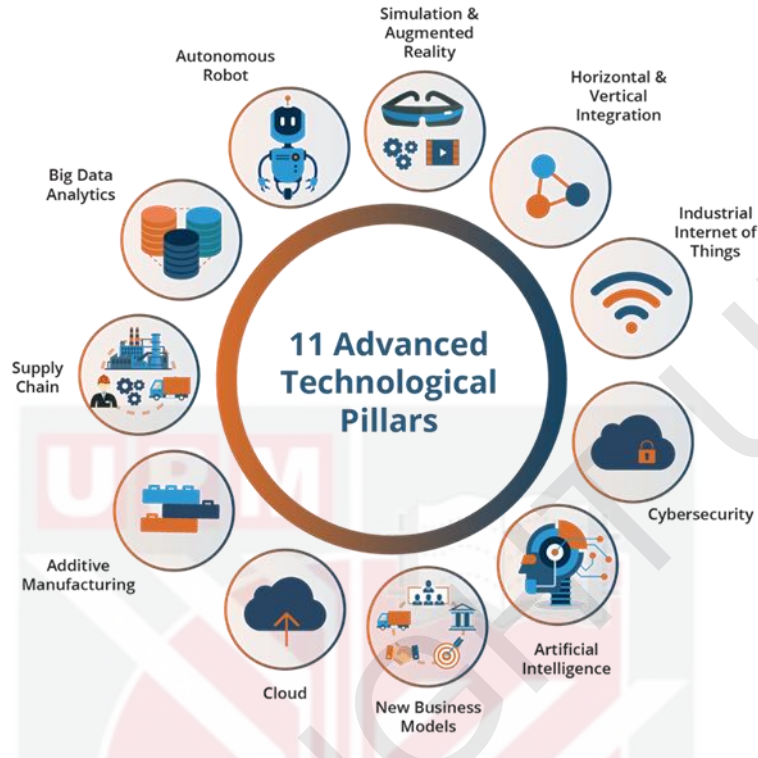 Simulation &
Augmented
Reality
Autonomous
Robot
Horizontal &
Vertical
Integration
Big Data
Analytics
Industrial
Internet of
Things
11 Advanced
Technological
Pillars
Supply
Chain
Cybersecurity
Additive
Manufacturing
Artificial
Intelligence
Cloud
New Business
Models
UPM